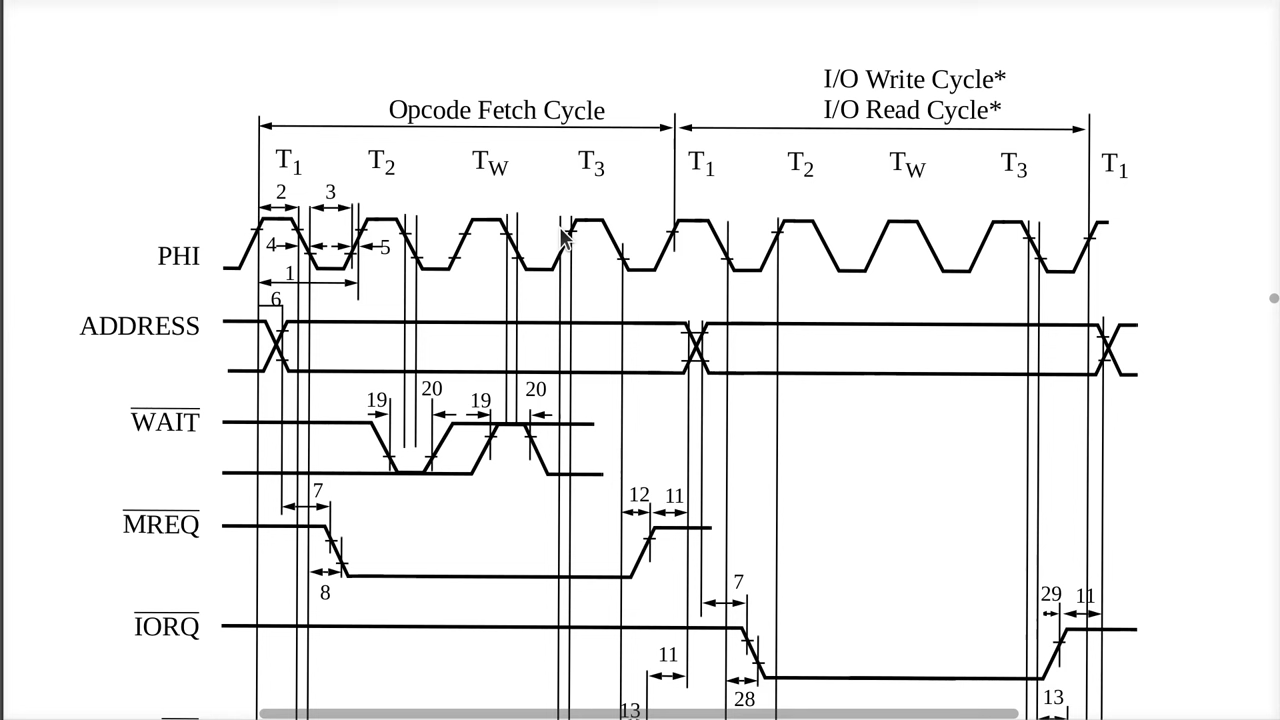 I/O Write Cycle*
Opcode Fetch Cycle I/O Read Cycle*
T1 T2 TW T3 T1 T2 TW T3 T1
2 3
PHI 4 5
1
6
ADDRESS
19 20 19 20
WAIT
7 12 11
MREQ
8
7 29 11
IORQ
11
28 13
13